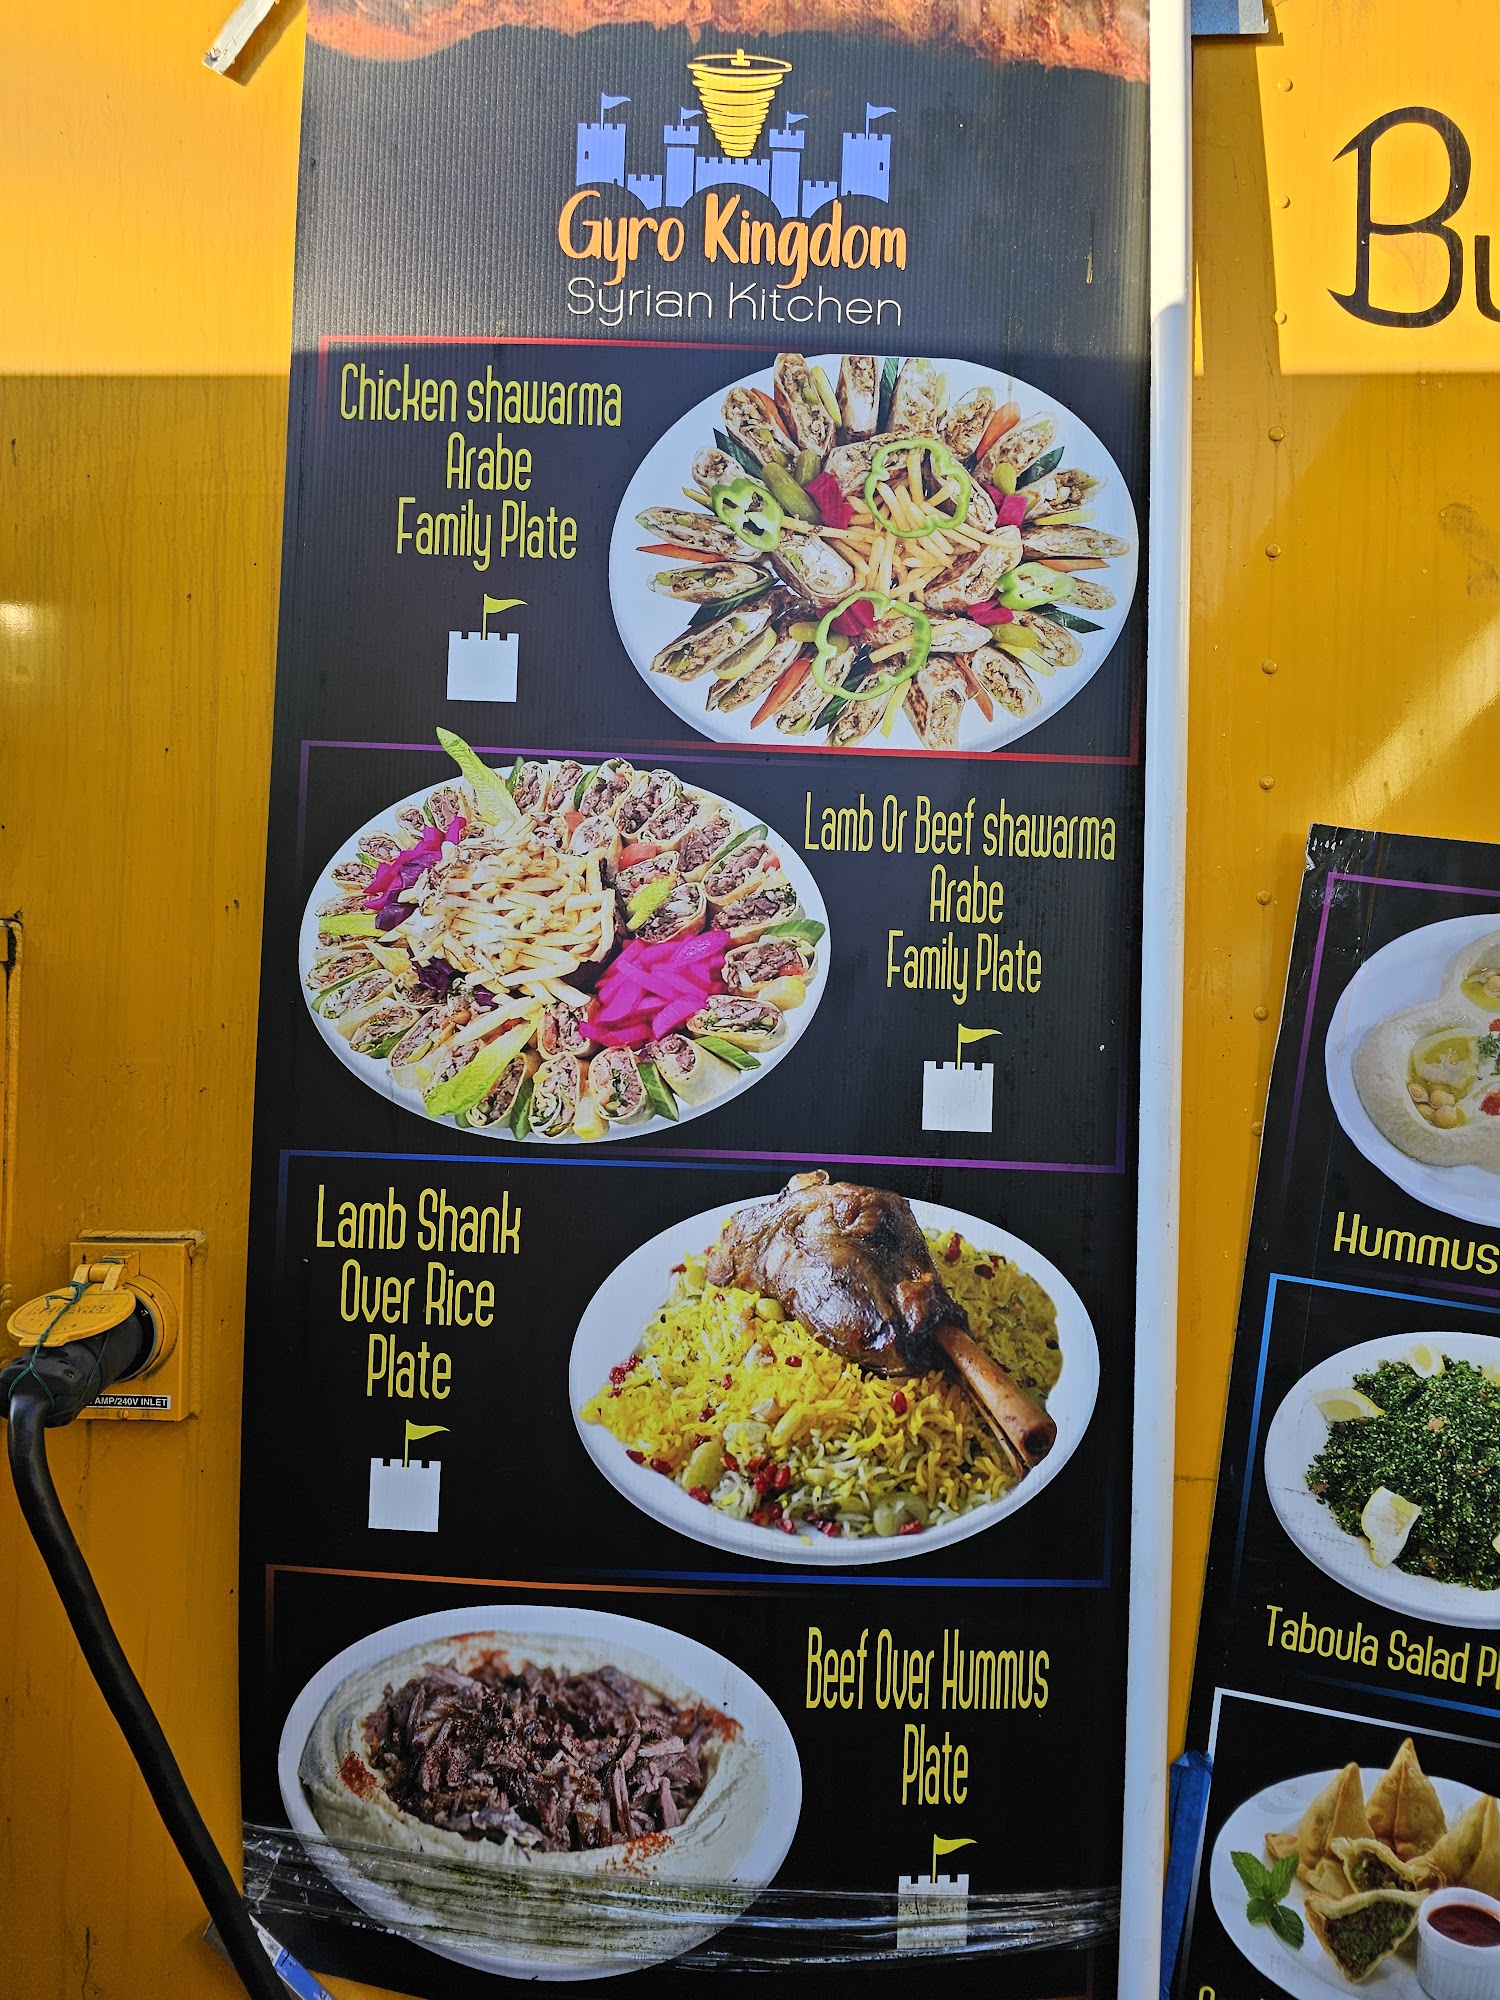 Gyro Kingdom
Syrian Kitchen
Chicken shawarma
Arabe
Family Plate
Lamb Or Beef shawarma
Arabe
Family Plate
Lamb Shank
Over Rice
Plate
Beef Over Hummus
Plate
AMP/240V INLET
Hummus
Taboula Salad